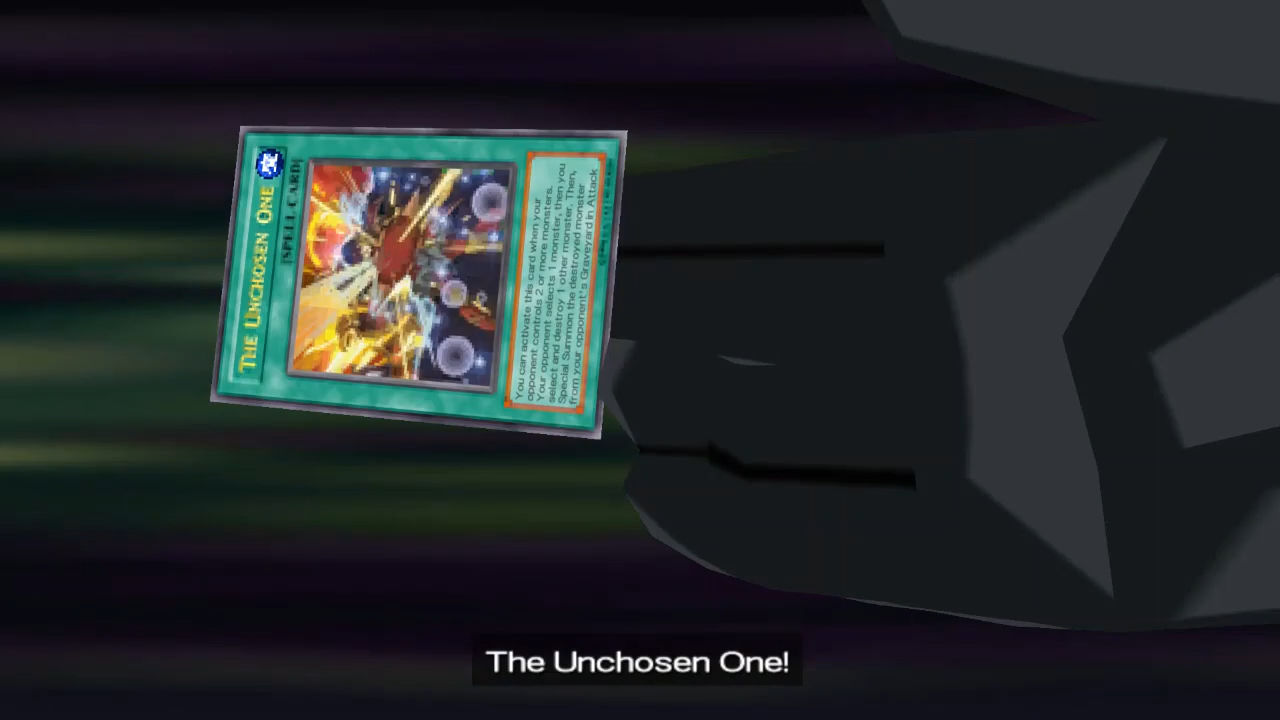 THE UNCHOSEN ONE
[SPELL CARD]
You can activate this card when your
opponent controls 2 or more monsters.
Your opponent selects 1 monster, then you
select and destroy 1 other monster. Then,
Special Summon the destroyed monster
from your opponent's Graveyard in Attack
The Unchosen One!